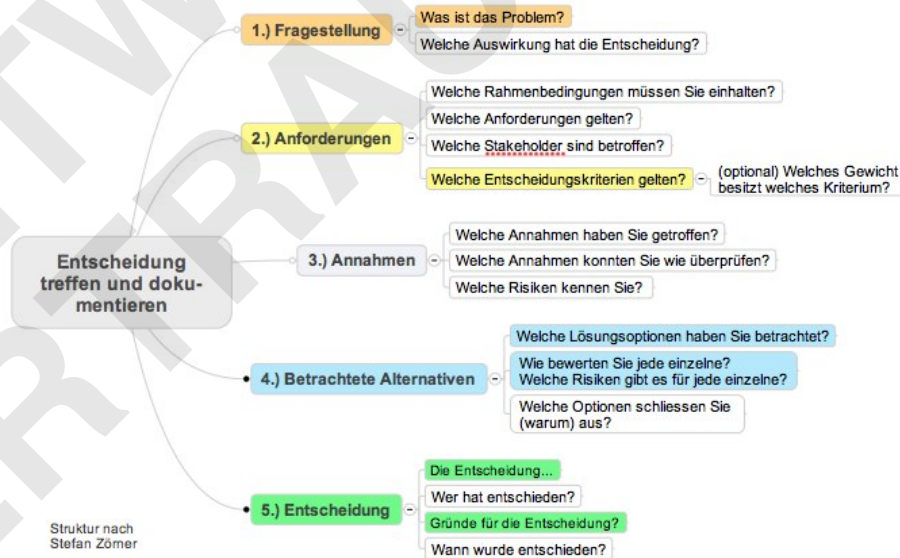 1.) Fragestellung
Was ist das Problem?
Welche Auswirkung hat die Entscheidung?
2.) Anforderungen
Welche Rahmenbedingungen müssen Sie einhalten?
Welche Anforderungen gelten?
Welche Stakeholder sind betroffen?
Welche Entscheidungskriterien gelten?
(optional) Welches Gewicht
besitzt welches Kriterium?
Entscheidung
treffen und doku-
mentieren
3.) Annahmen
Welche Annahmen haben Sie getroffen?
Welche Annahmen konnten Sie wie überprüfen?
Welche Risiken kennen Sie?
4.) Betrachtete Alternativen
Welche Lösungsoptionen haben Sie betrachtet?
Wie bewerten Sie jede einzelne?
Welche Risiken gibt es für jede einzelne?
Welche Optionen schliessen Sie
(warum) aus?
5.) Entscheidung
Die Entscheidung...
Wer hat entschieden?
Gründe für die Entscheidung?
Wann wurde entschieden?
Struktur nach
Stefan Zörner